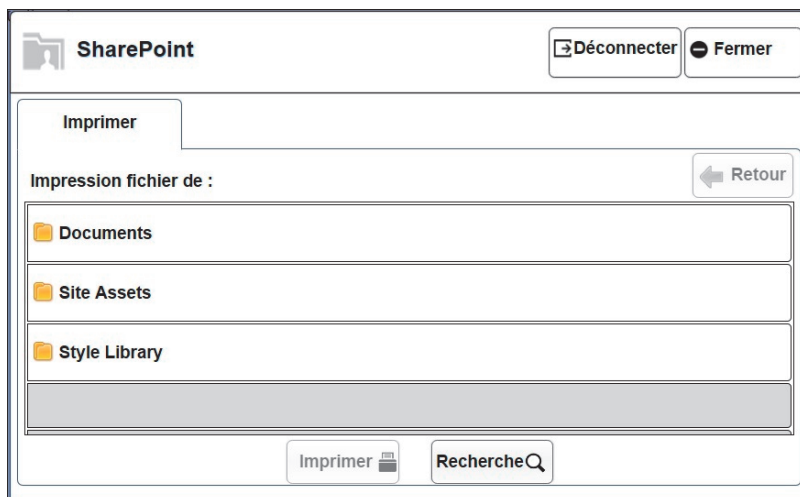 SharePoint
Déconnecter
Fermer
Imprimer
Impression fichier de :
Retour
Documents
Site Assets
Style Library
Imprimer
Recherche